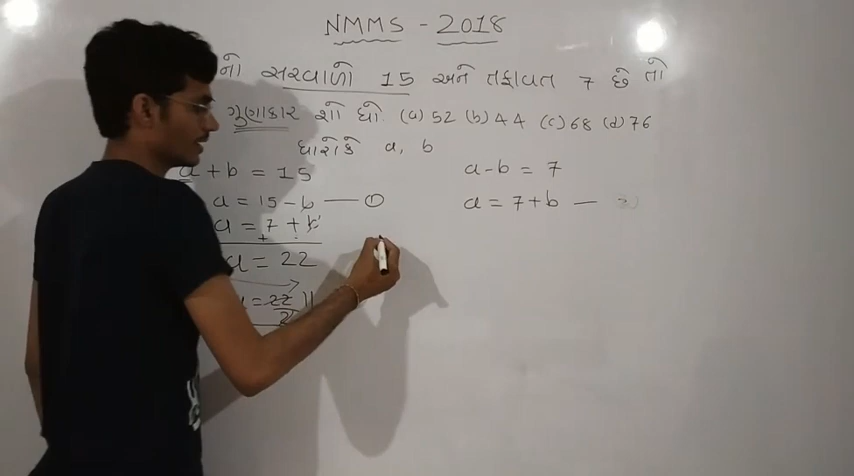 NMMS - 2018
નો સરવાળો 15 અને તફાવત 7 છે તો
ગુણાકાર શો થાય. (a) 52 (b) 44 (c) 68 (d) 76
ધારોકે a, b
a + b = 15
a = 15 - b — ①
a = 7 + b
a = 22
= 22 11
2
a - b = 7
a = 7 + b —